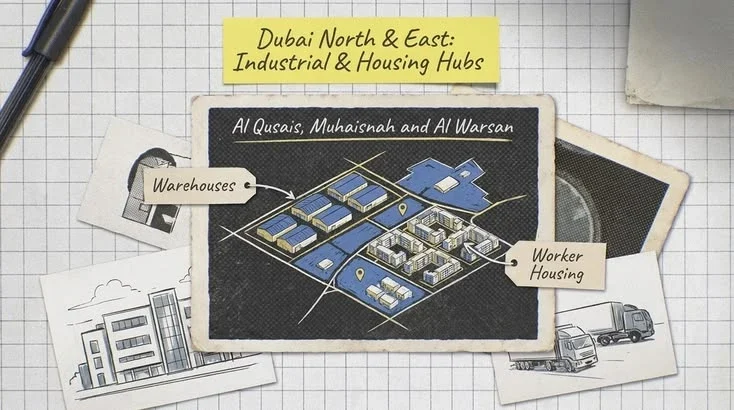 Dubai North & East:
Industrial & Housing Hubs
Al Qusais, Muhaisnah and Al Warsan
Warehouses
Worker
Housing